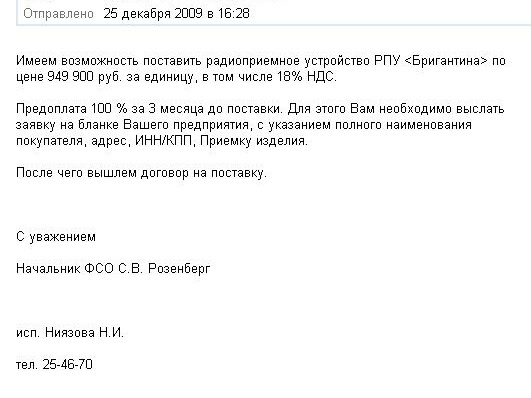 Отправлено 25 декабря 2009 в 16:28
Имеем возможность поставить радиоприемное устройство РПУ <Бригантина> по
цене 949 900 руб. за единицу, в том числе 18% НДС.
Предоплата 100 % за 3 месяца до поставки. Для этого Вам необходимо выслать
заявку на бланке Вашего предприятия, с указанием полного наименования
покупателя, адрес, ИНН/КПП, Приемку изделия.
После чего вышлем договор на поставку.
С уважением
Начальник ФСО С.В. Розенберг
исп. Ниязова Н.И.
тел. 25-46-70